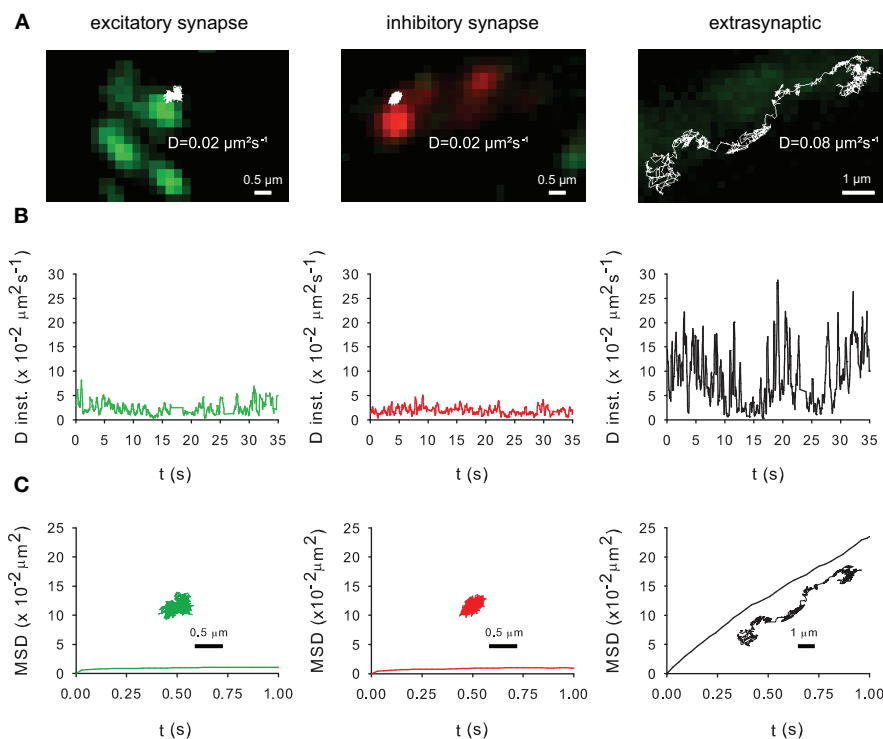 A
excitatory synapse
inhibitory synapse
extrasynaptic
D=0.02 µm²s⁻¹
0.5 µm
D=0.02 µm²s⁻¹
0.5 µm
D=0.08 µm²s⁻¹
1 µm
B
D inst. (x 10⁻² µm²s⁻¹)
30
25
20
15
10
5
0
0 5 10 15 20 25 30 35
t (s)
D inst. (x 10⁻² µm²s⁻¹)
30
25
20
15
10
5
0
0 5 10 15 20 25 30 35
t (s)
D inst. (x 10⁻² µm²s⁻¹)
30
25
20
15
10
5
0
0 5 10 15 20 25 30 35
t (s)
C
MSD (x10⁻²µm²)
25
20
15
10
5
0
0.5 µm
0.00 0.25 0.50 0.75 1.00
t (s)
MSD (x10⁻²µm²)
25
20
15
10
5
0
0.5 µm
0.00 0.25 0.50 0.75 1.00
t (s)
MSD (x10⁻²µm²)
25
20
15
10
5
0
1 µm
0.00 0.25 0.50 0.75 1.00
t (s)